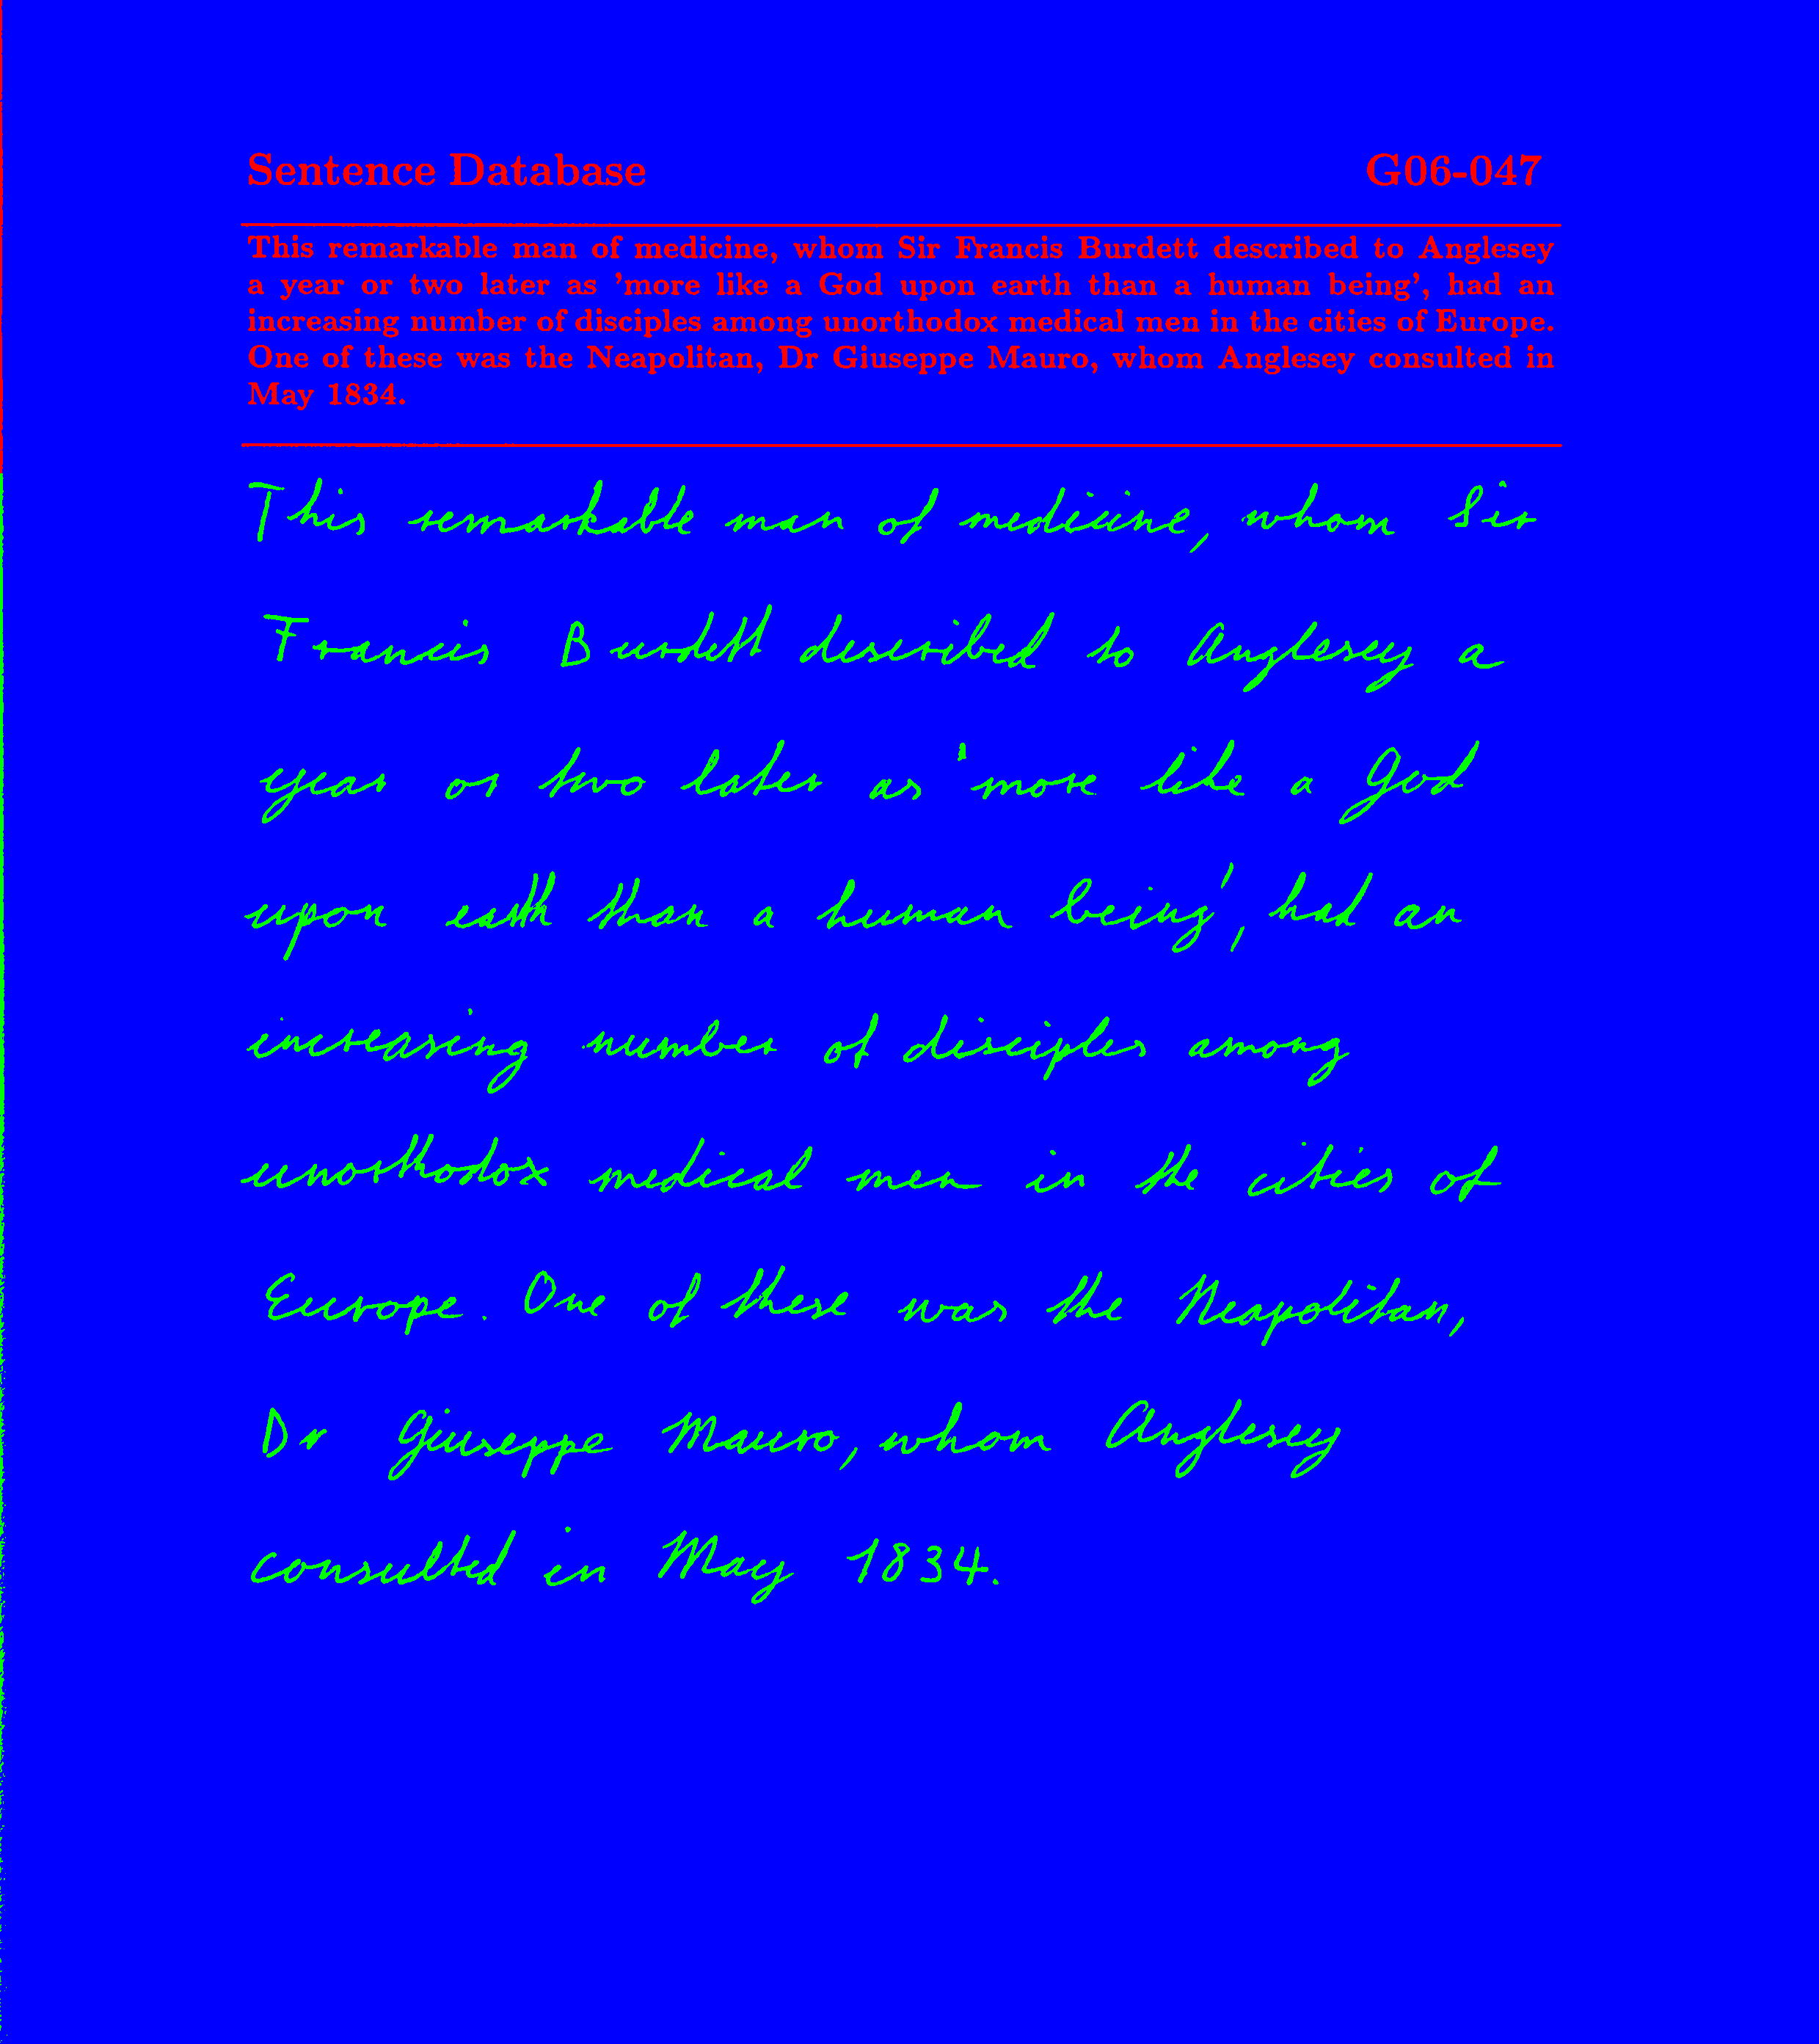 Sentence Database G06-047
This remarkable man of medicine, whom Sir Francis Burdett described to Anglesey
a year or two later as 'more like a God upon earth than a human being', had an
increasing number of disciples among unorthodox medical men in the cities of Europe.
One of these was the Neapolitan, Dr Giuseppe Mauro, whom Anglesey consulted in
May 1834.
This remarkable man of medicine, whom Sir
Francis Burdett described to Anglesey a
year or two later as 'more like a God
upon earth than a human being', had an
increasing number of disciples among
unorthodox medical men in the cities of
Europe. One of these was the Neapolitan,
Dr Giuseppe Mauro, whom Anglesey
consulted in May 1834.